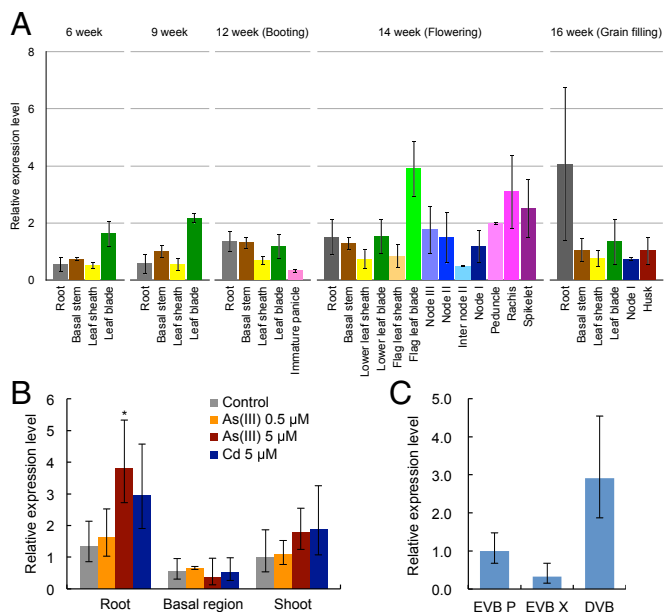 A
6 week
9 week
12 week (Booting)
14 week (Flowering)
16 week (Grain filling)
Relative expression level
8
6
4
2
0
Root
Basal stem
Leaf sheath
Leaf blade
Root
Basal stem
Leaf sheath
Leaf blade
Root
Basal stem
Leaf sheath
Leaf blade
Immature panicle
Root
Basal stem
Lower leaf sheath
Lower leaf blade
Flag leaf sheath
Flag leaf blade
Node III
Node II
Inter node II
Node I
Peduncle
Rachis
Spikelet
Root
Basal stem
Leaf sheath
Leaf blade
Node I
Husk
B
Relative expression level
6
5
4
3
2
1
0
*
Control
As(III) 0.5 µM
As(III) 5 µM
Cd 5 µM
Root
Basal region
Shoot
C
Relative expression level
5.0
4.0
3.0
2.0
1.0
0.0
EVB P
EVB X
DVB